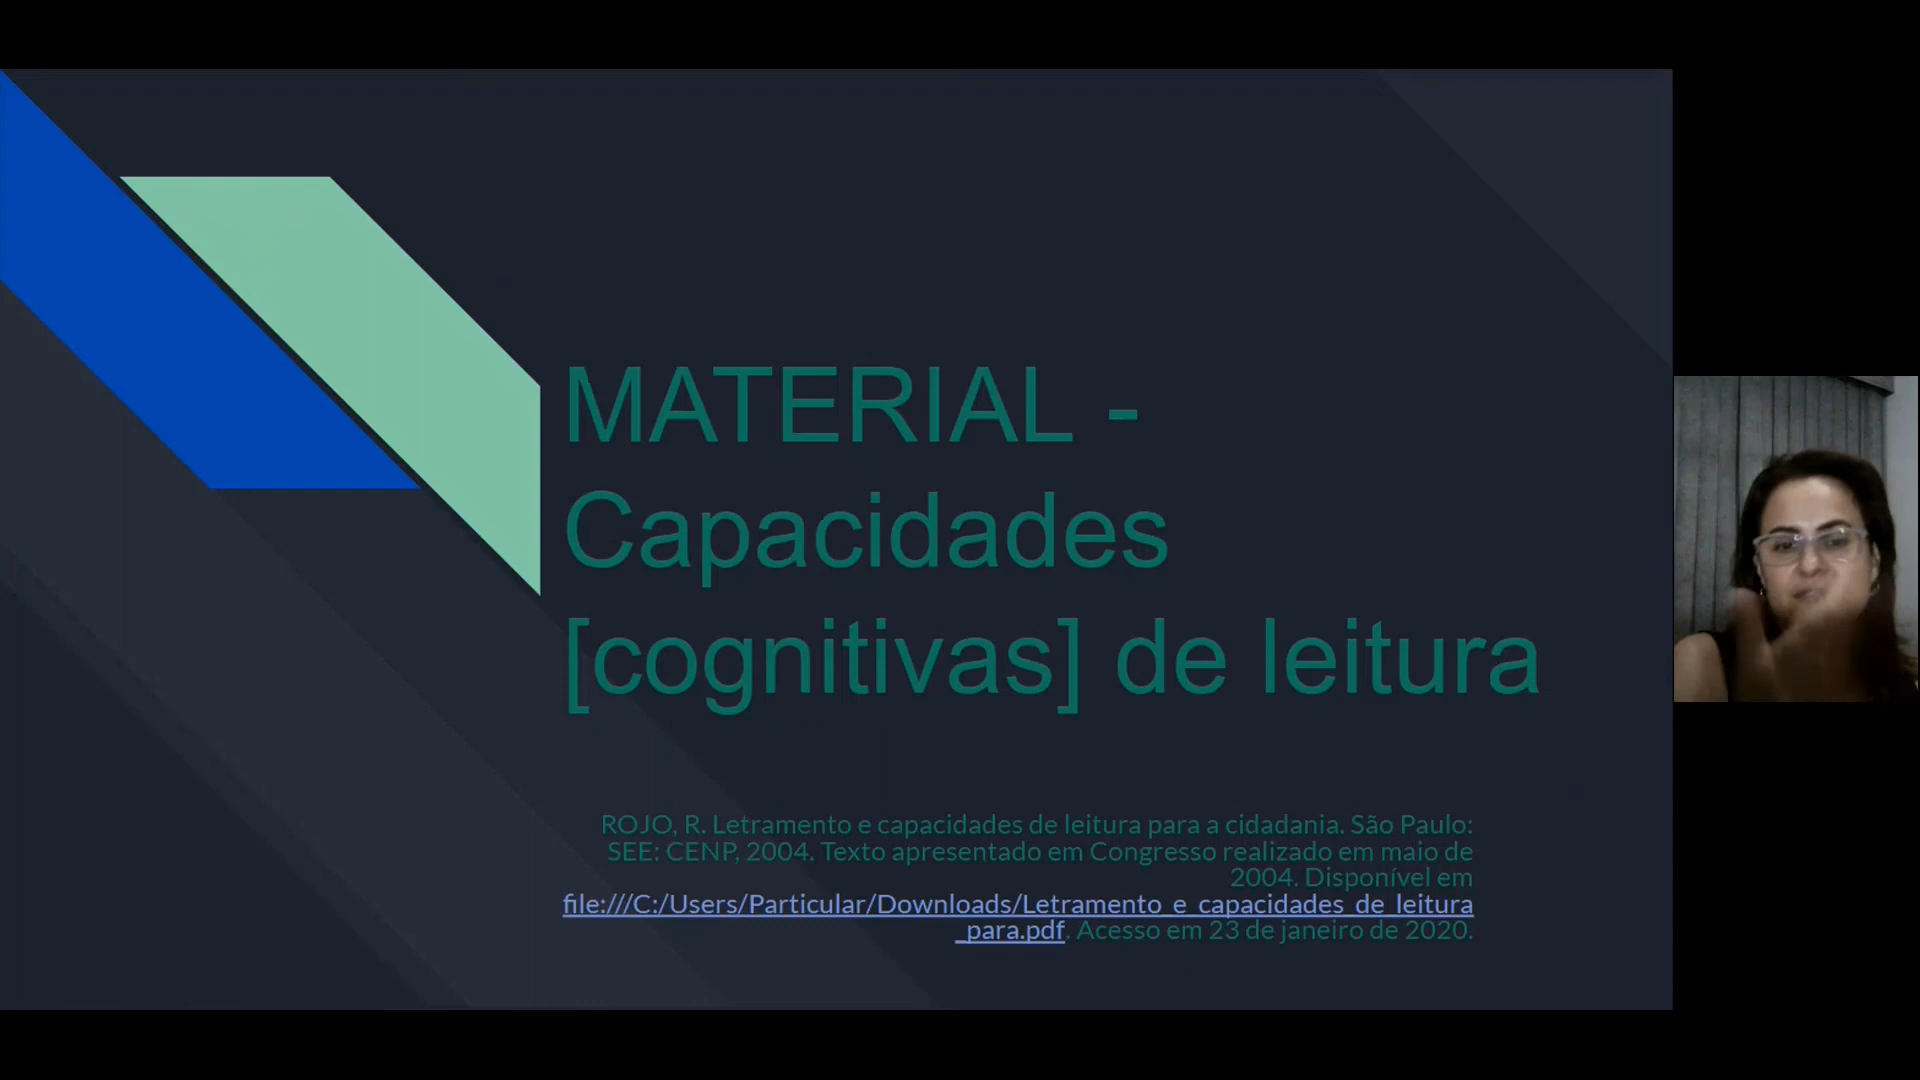 MATERIAL -
Capacidades
[cognitivas] de leitura
ROJO, R. Letramento e capacidades de leitura para a cidadania. São Paulo:
SEE: CENP, 2004. Texto apresentado em Congresso realizado em maio de
2004. Disponível em
file:///C:/Users/Particular/Downloads/Letramento_e_capacidades_de_leitura
_para.pdf. Acesso em 23 de janeiro de 2020.